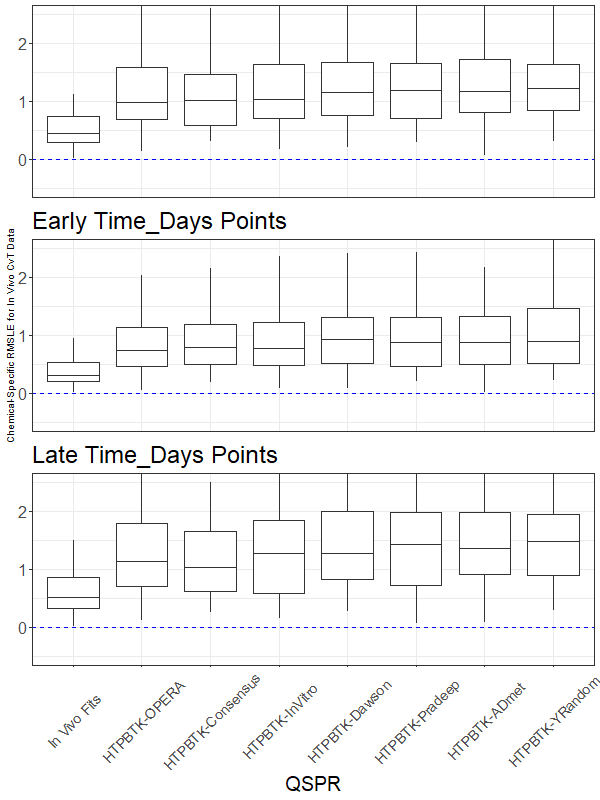 2
1
0
Early Time_Days Points
Chemical-Specific RMSLE for In Vivo CvT Data
2
1
0
Late Time_Days Points
2
1
0
In Vivo Fits
HTPBTK-OPERA
HTPBTK-Consensus
HTPBTK-InVitro
HTPBTK-Dawson
HTPBTK-Pradeep
HTPBTK-ADmet
HTPBTK-YRandom
QSPR